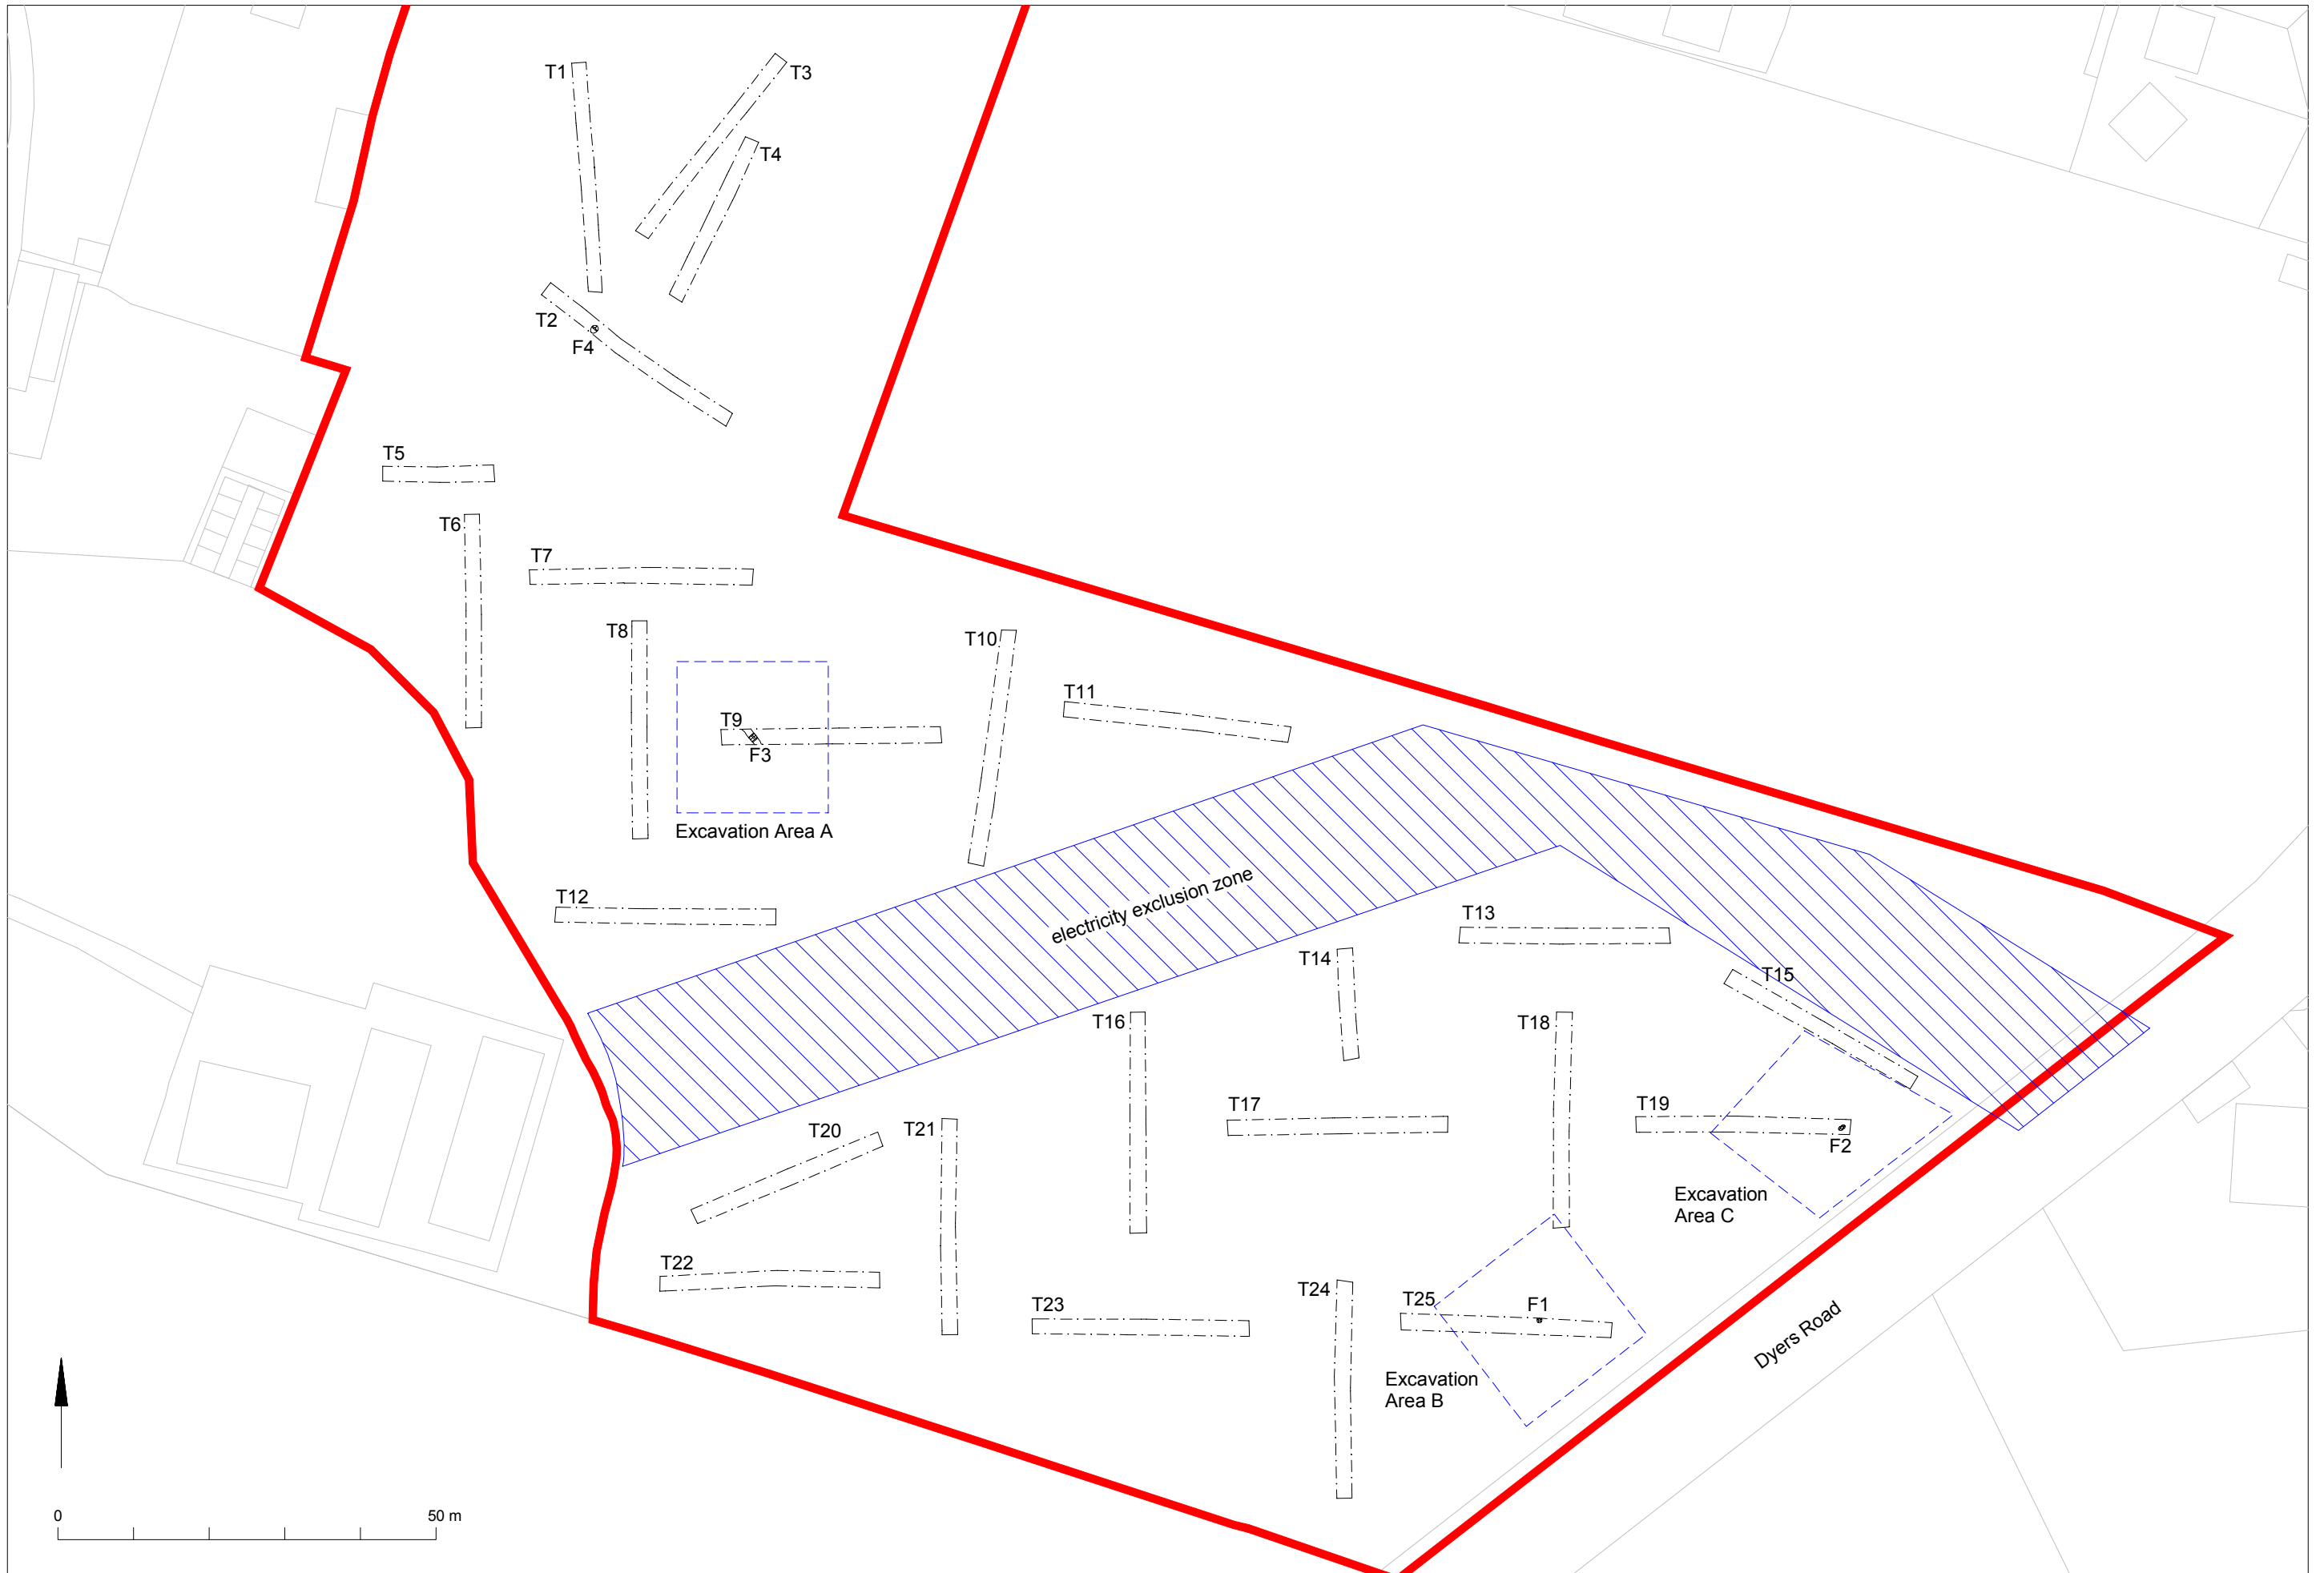 T1
T3
T4
T2
F4
T5
T6
T7
T8
T10
T11
T9
F3
Excavation Area A
electricity exclusion zone
T12
T13
T14
T15
T16
T18
T17
T19
T20
T21
F2
Excavation
Area C
T22
T23
T24
T25
F1
Dyers Road
Excavation
Area B
0
50 m